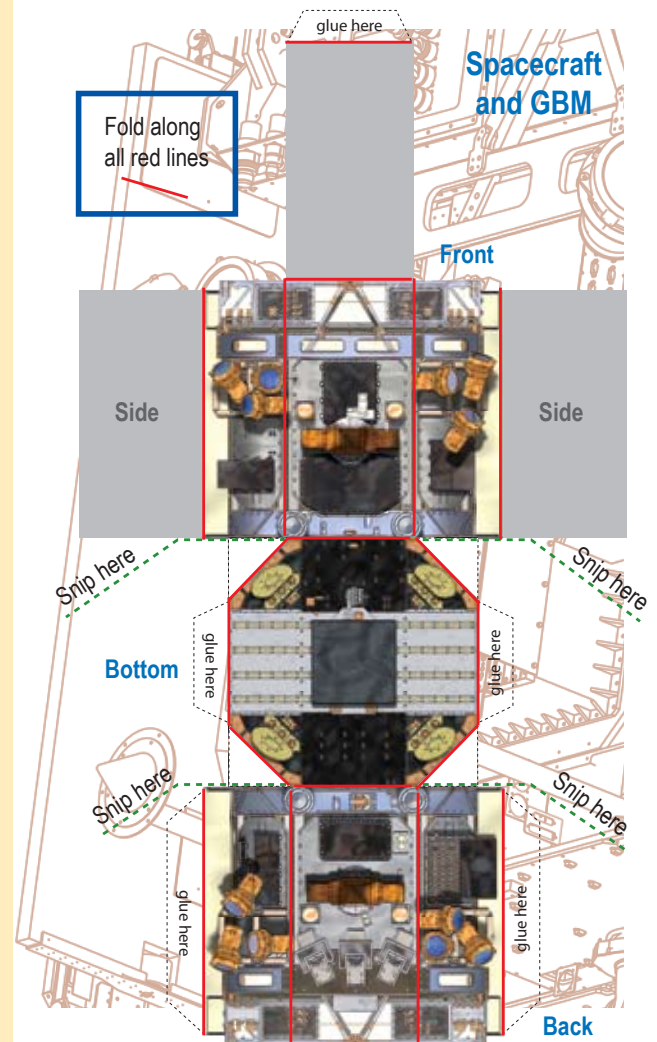 glue here
Spacecraft
and GBM
Fold along
all red lines
Front
Side
Side
Snip here
Snip here
glue here
glue here
Bottom
Snip here
Snip here
glue here
glue here
Back